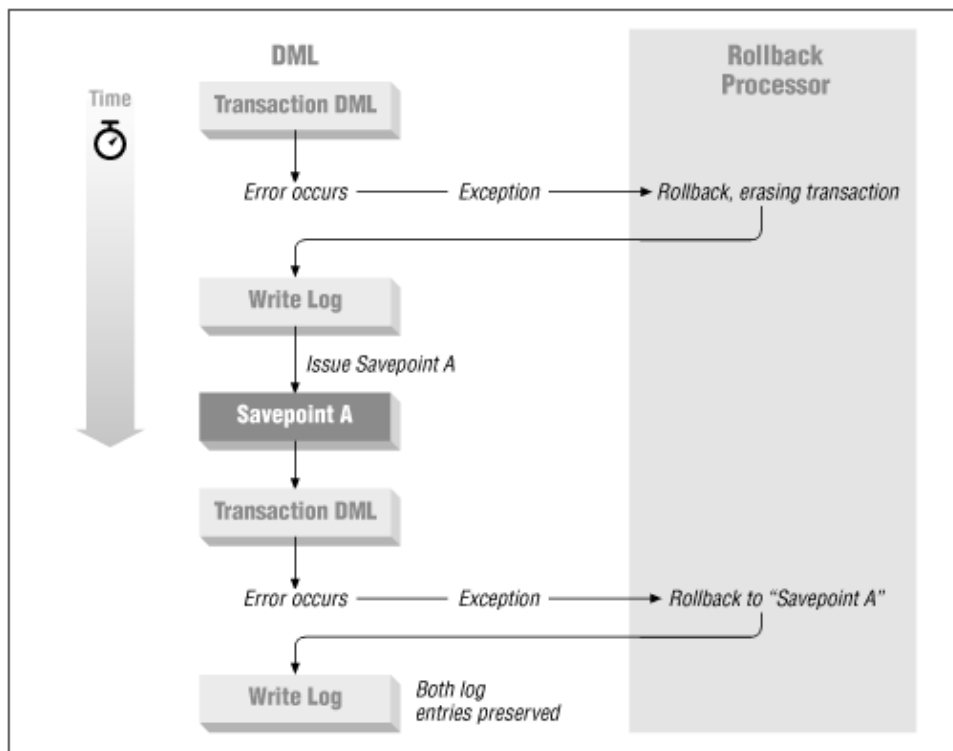 DML
Rollback
Processor
Time
Transaction DML
Error occurs
Exception
Rollback, erasing transaction
Write Log
Issue Savepoint A
Savepoint A
Transaction DML
Error occurs
Exception
Rollback to “Savepoint A”
Write Log
Both log
entries preserved